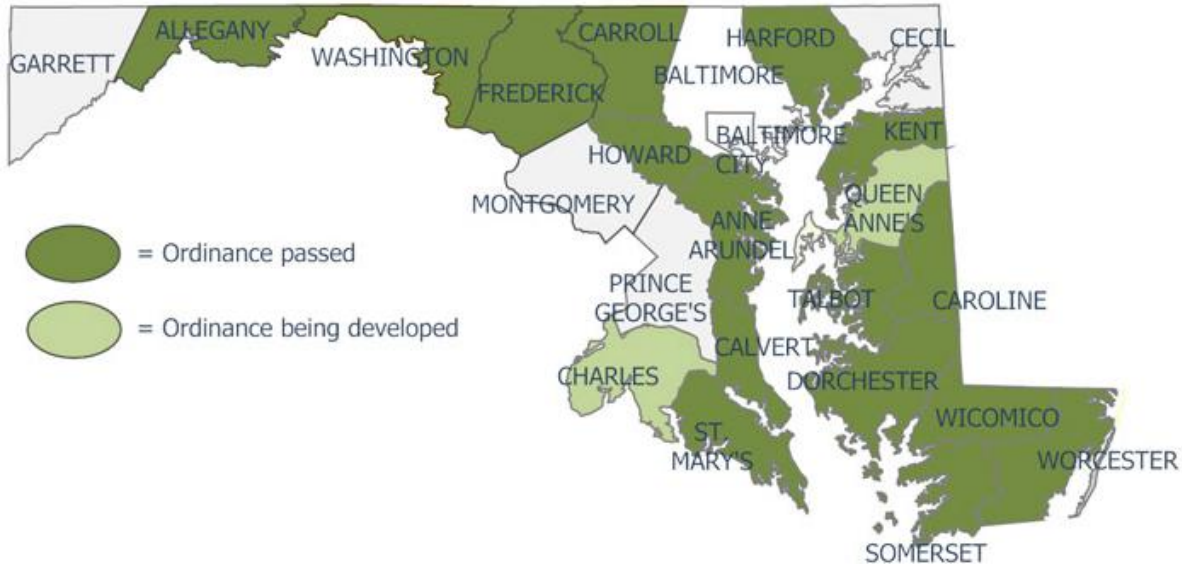 ALLEGANY
CARROLL
HARFORD
CECIL
GARRETT
WASHINGTON
BALTIMORE
FREDERICK
BALTIMORE
CITY
KENT
HOWARD
MONTGOMERY
QUEEN
ANNE'S
ANNE
ARUNDEL
= Ordinance passed
PRINCE
GEORGE'S
TALBOT
CAROLINE
= Ordinance being developed
CALVERT
CHARLES
DORCHESTER
WICOMICO
ST.
MARY'S
WORCESTER
SOMERSET